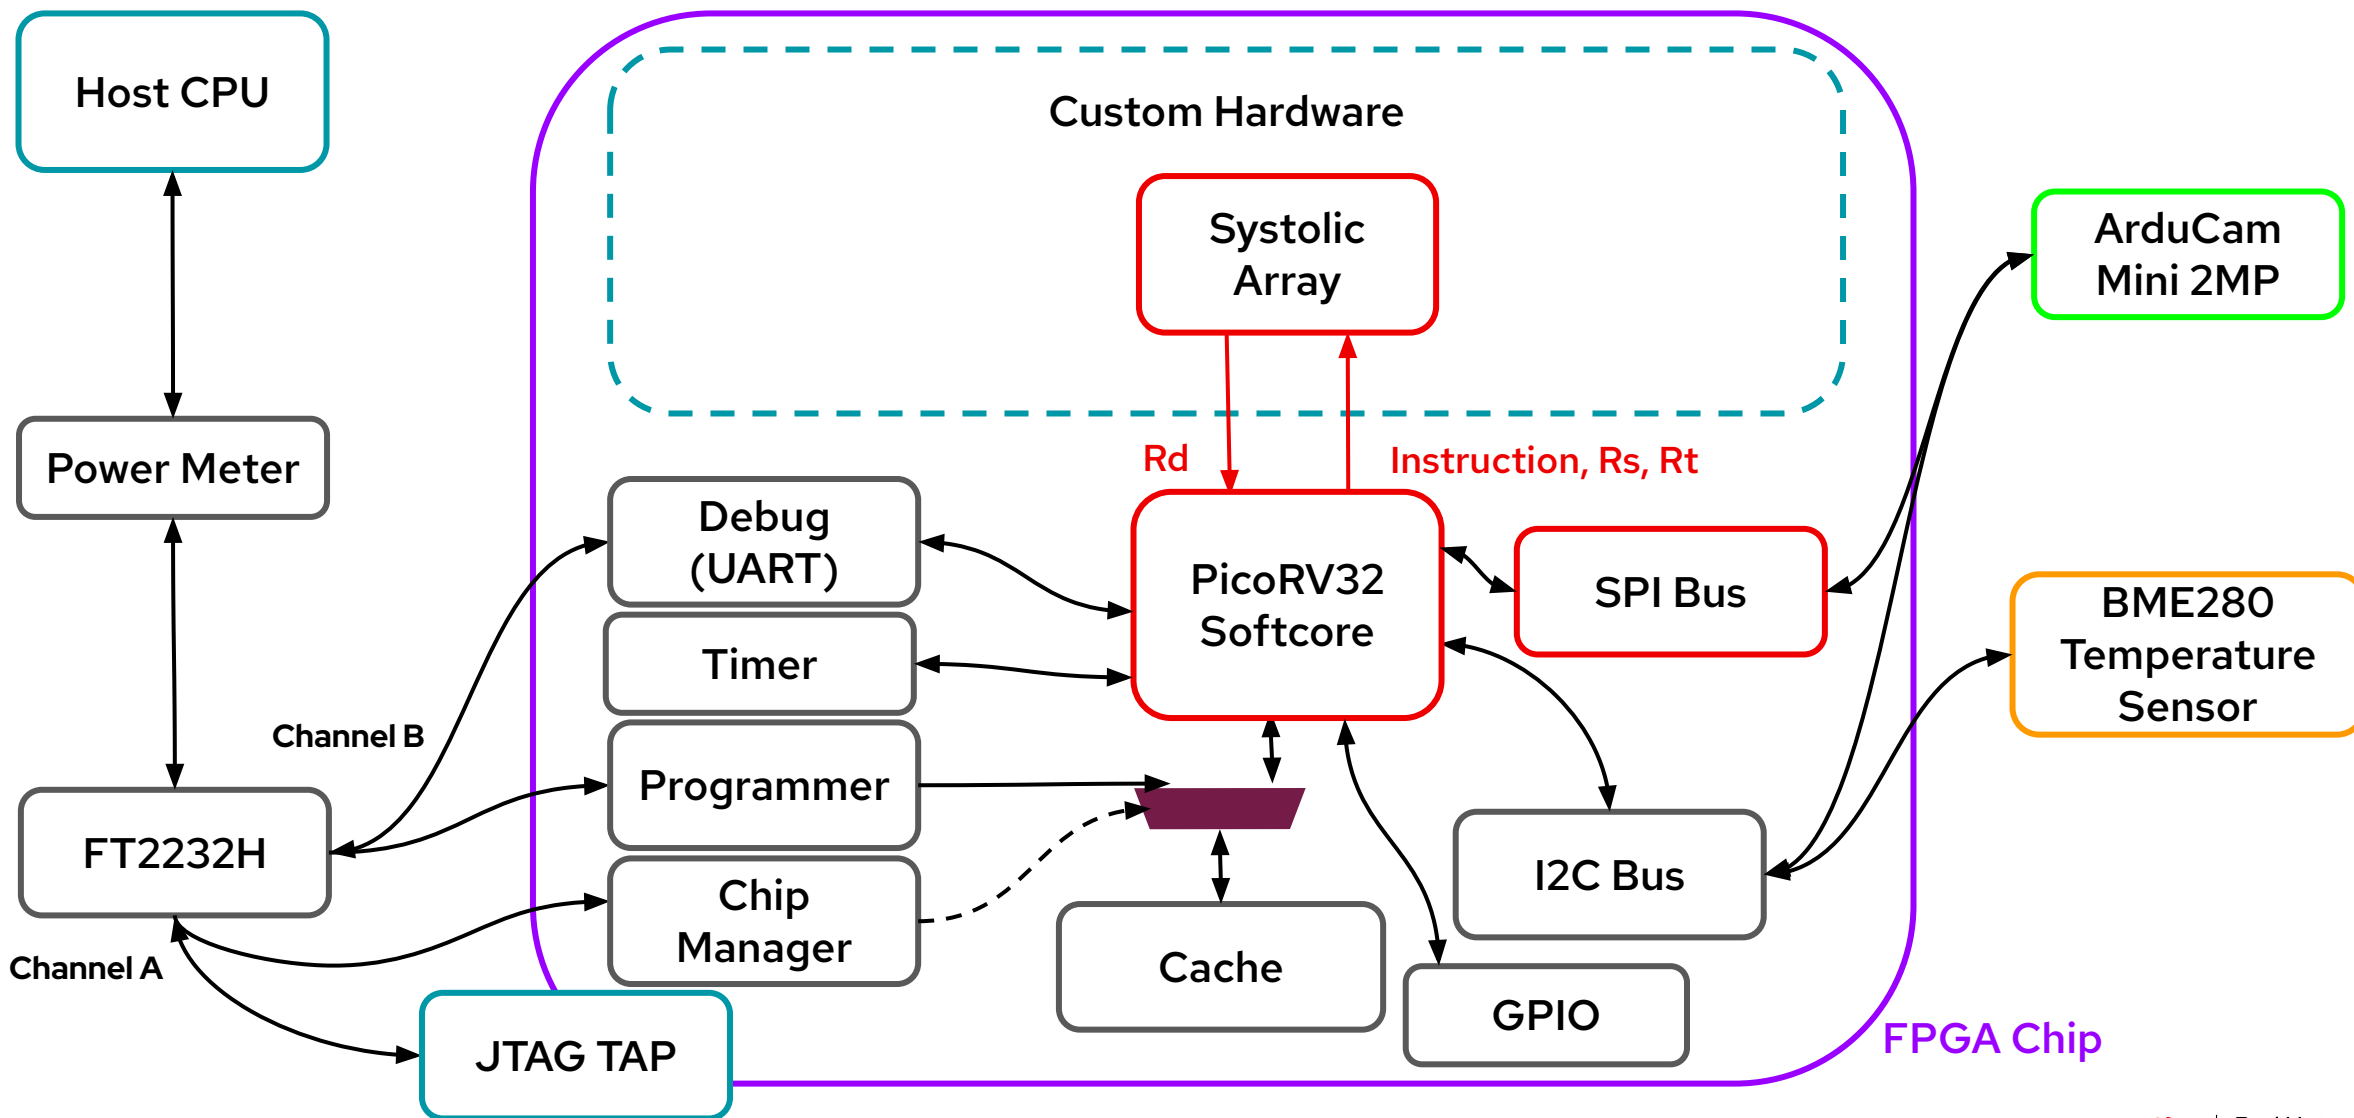 Host CPU
Custom Hardware
Systolic
Array
ArduCam
Mini 2MP
Power Meter
Rd
Instruction, Rs, Rt
Debug
(UART)
PicoRV32
Softcore
SPI Bus
BME280
Temperature
Sensor
Timer
Channel B
Programmer
FT2232H
I2C Bus
Chip
Manager
Channel A
Cache
GPIO
FPGA Chip
JTAG TAP